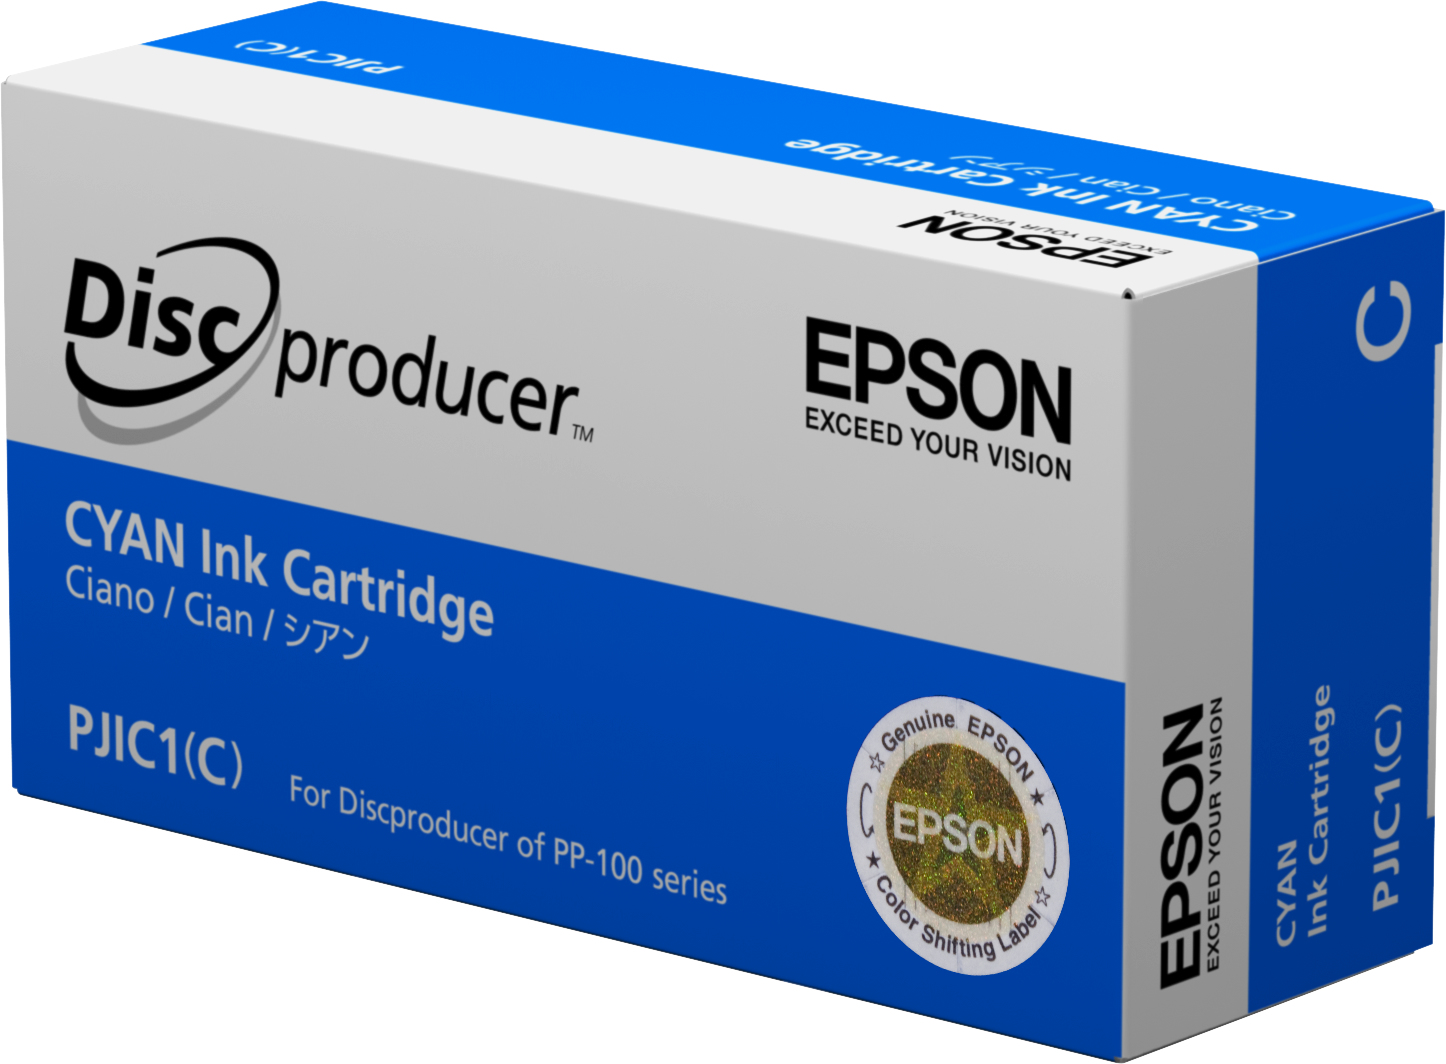 PJIC1(C)
CYAN Ink Cartridge
Ciano / Cian / シアン
EPSON
EXCEED YOUR VISION
Disc producer™
EPSON
EXCEED YOUR VISION
CYAN Ink Cartridge
Ciano / Cian / シアン
PJIC1(C)
For Discproducer of PP-100 series
Genuine EPSON
EPSON
Color Shifting Label
EPSON
EXCEED YOUR VISION
C
CYAN
Ink Cartridge
PJIC1(C)